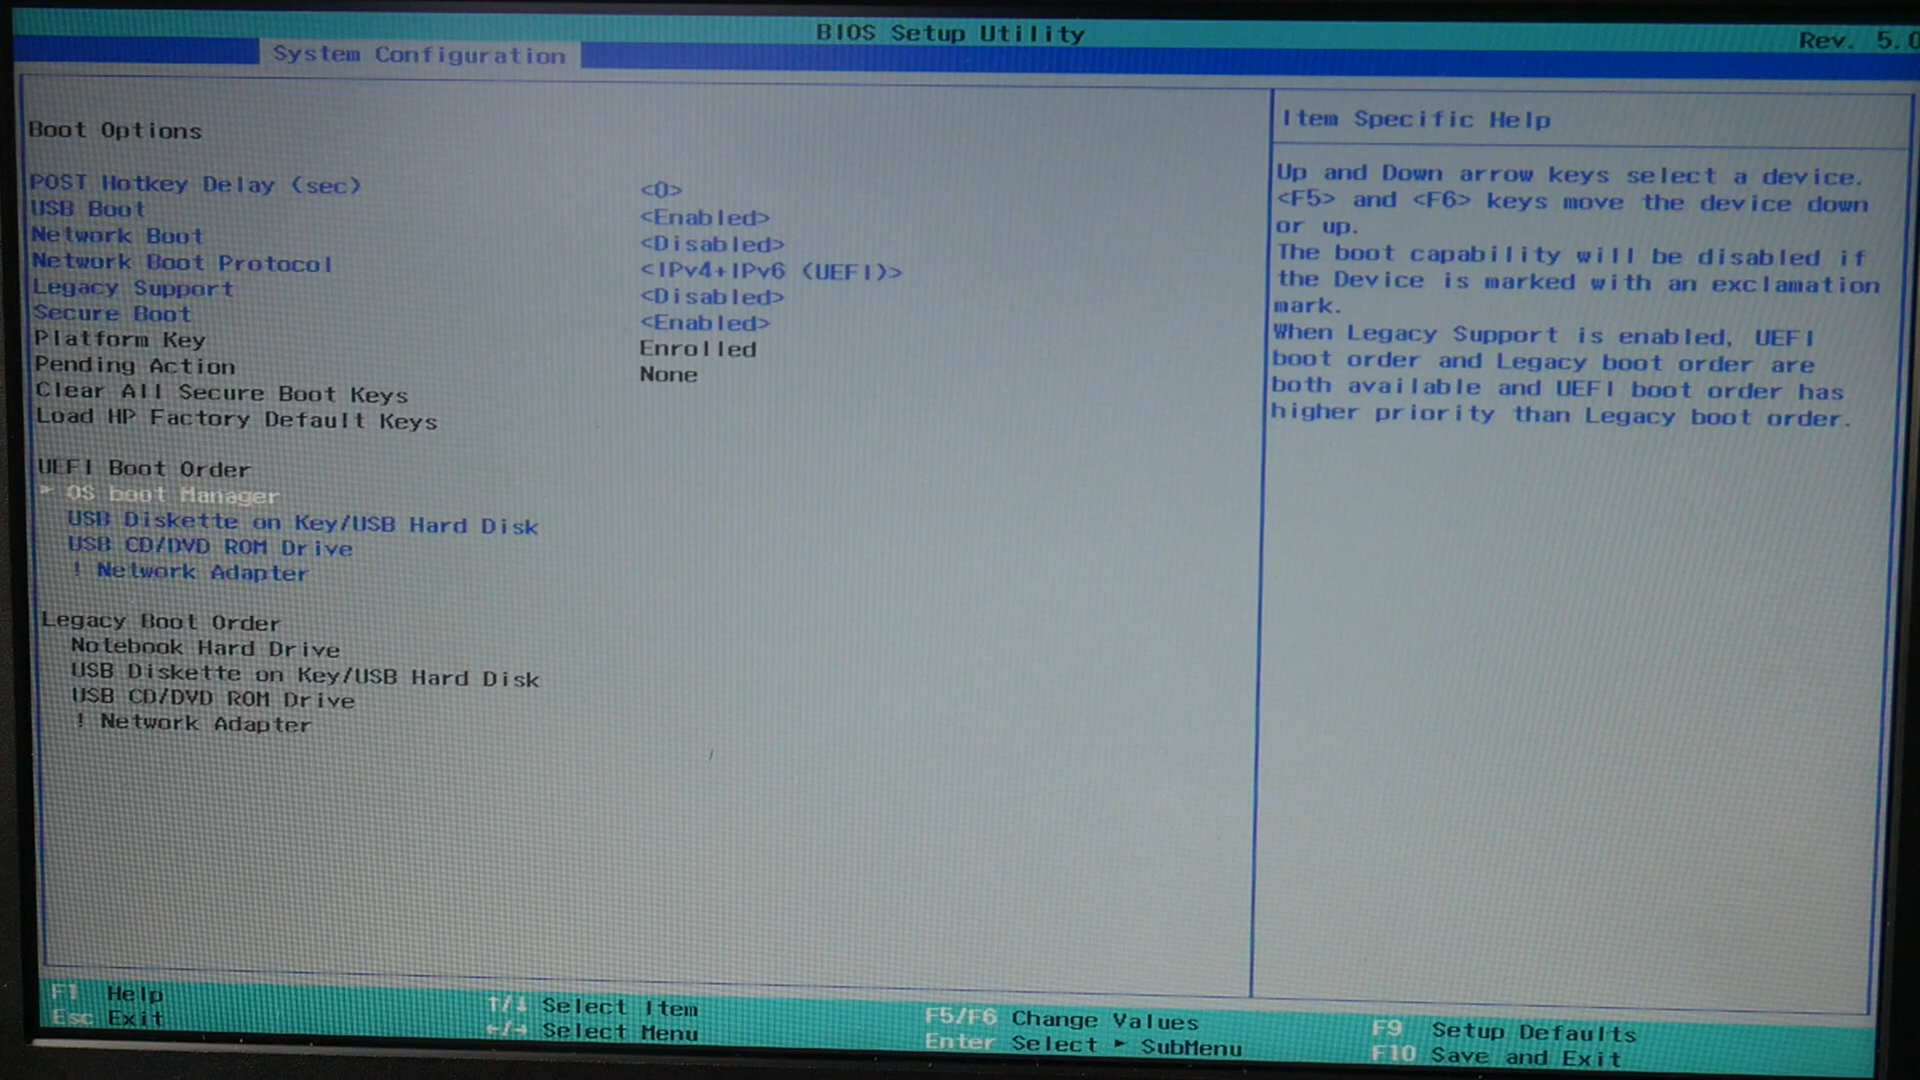 BIOS Setup Utility
Rev. 5.0
System Configuration
Boot Options
POST Hotkey Delay (sec) <0>
USB Boot <Enabled>
Network Boot <Disabled>
Network Boot Protocol <IPv4+IPv6 (UEFI)>
Legacy Support <Disabled>
Secure Boot <Enabled>
Platform Key Enrolled
Pending Action None
Clear All Secure Boot Keys
Load HP Factory Default Keys
UEFI Boot Order
► OS boot Manager
USB Diskette on Key/USB Hard Disk
USB CD/DVD ROM Drive
! Network Adapter
Legacy Boot Order
Notebook Hard Drive
USB Diskette on Key/USB Hard Disk
USB CD/DVD ROM Drive
! Network Adapter
Item Specific Help
Up and Down arrow keys select a device.
<F5> and <F6> keys move the device down
or up.
The boot capability will be disabled if
the Device is marked with an exclamation
mark.
When Legacy Support is enabled, UEFI
boot order and Legacy boot order are
both available and UEFI boot order has
higher priority than Legacy boot order.
F1 Help ↑/↓ Select Item F5/F6 Change Values F9 Setup Defaults
Esc Exit ←/→ Select Menu Enter Select ► SubMenu F10 Save and Exit